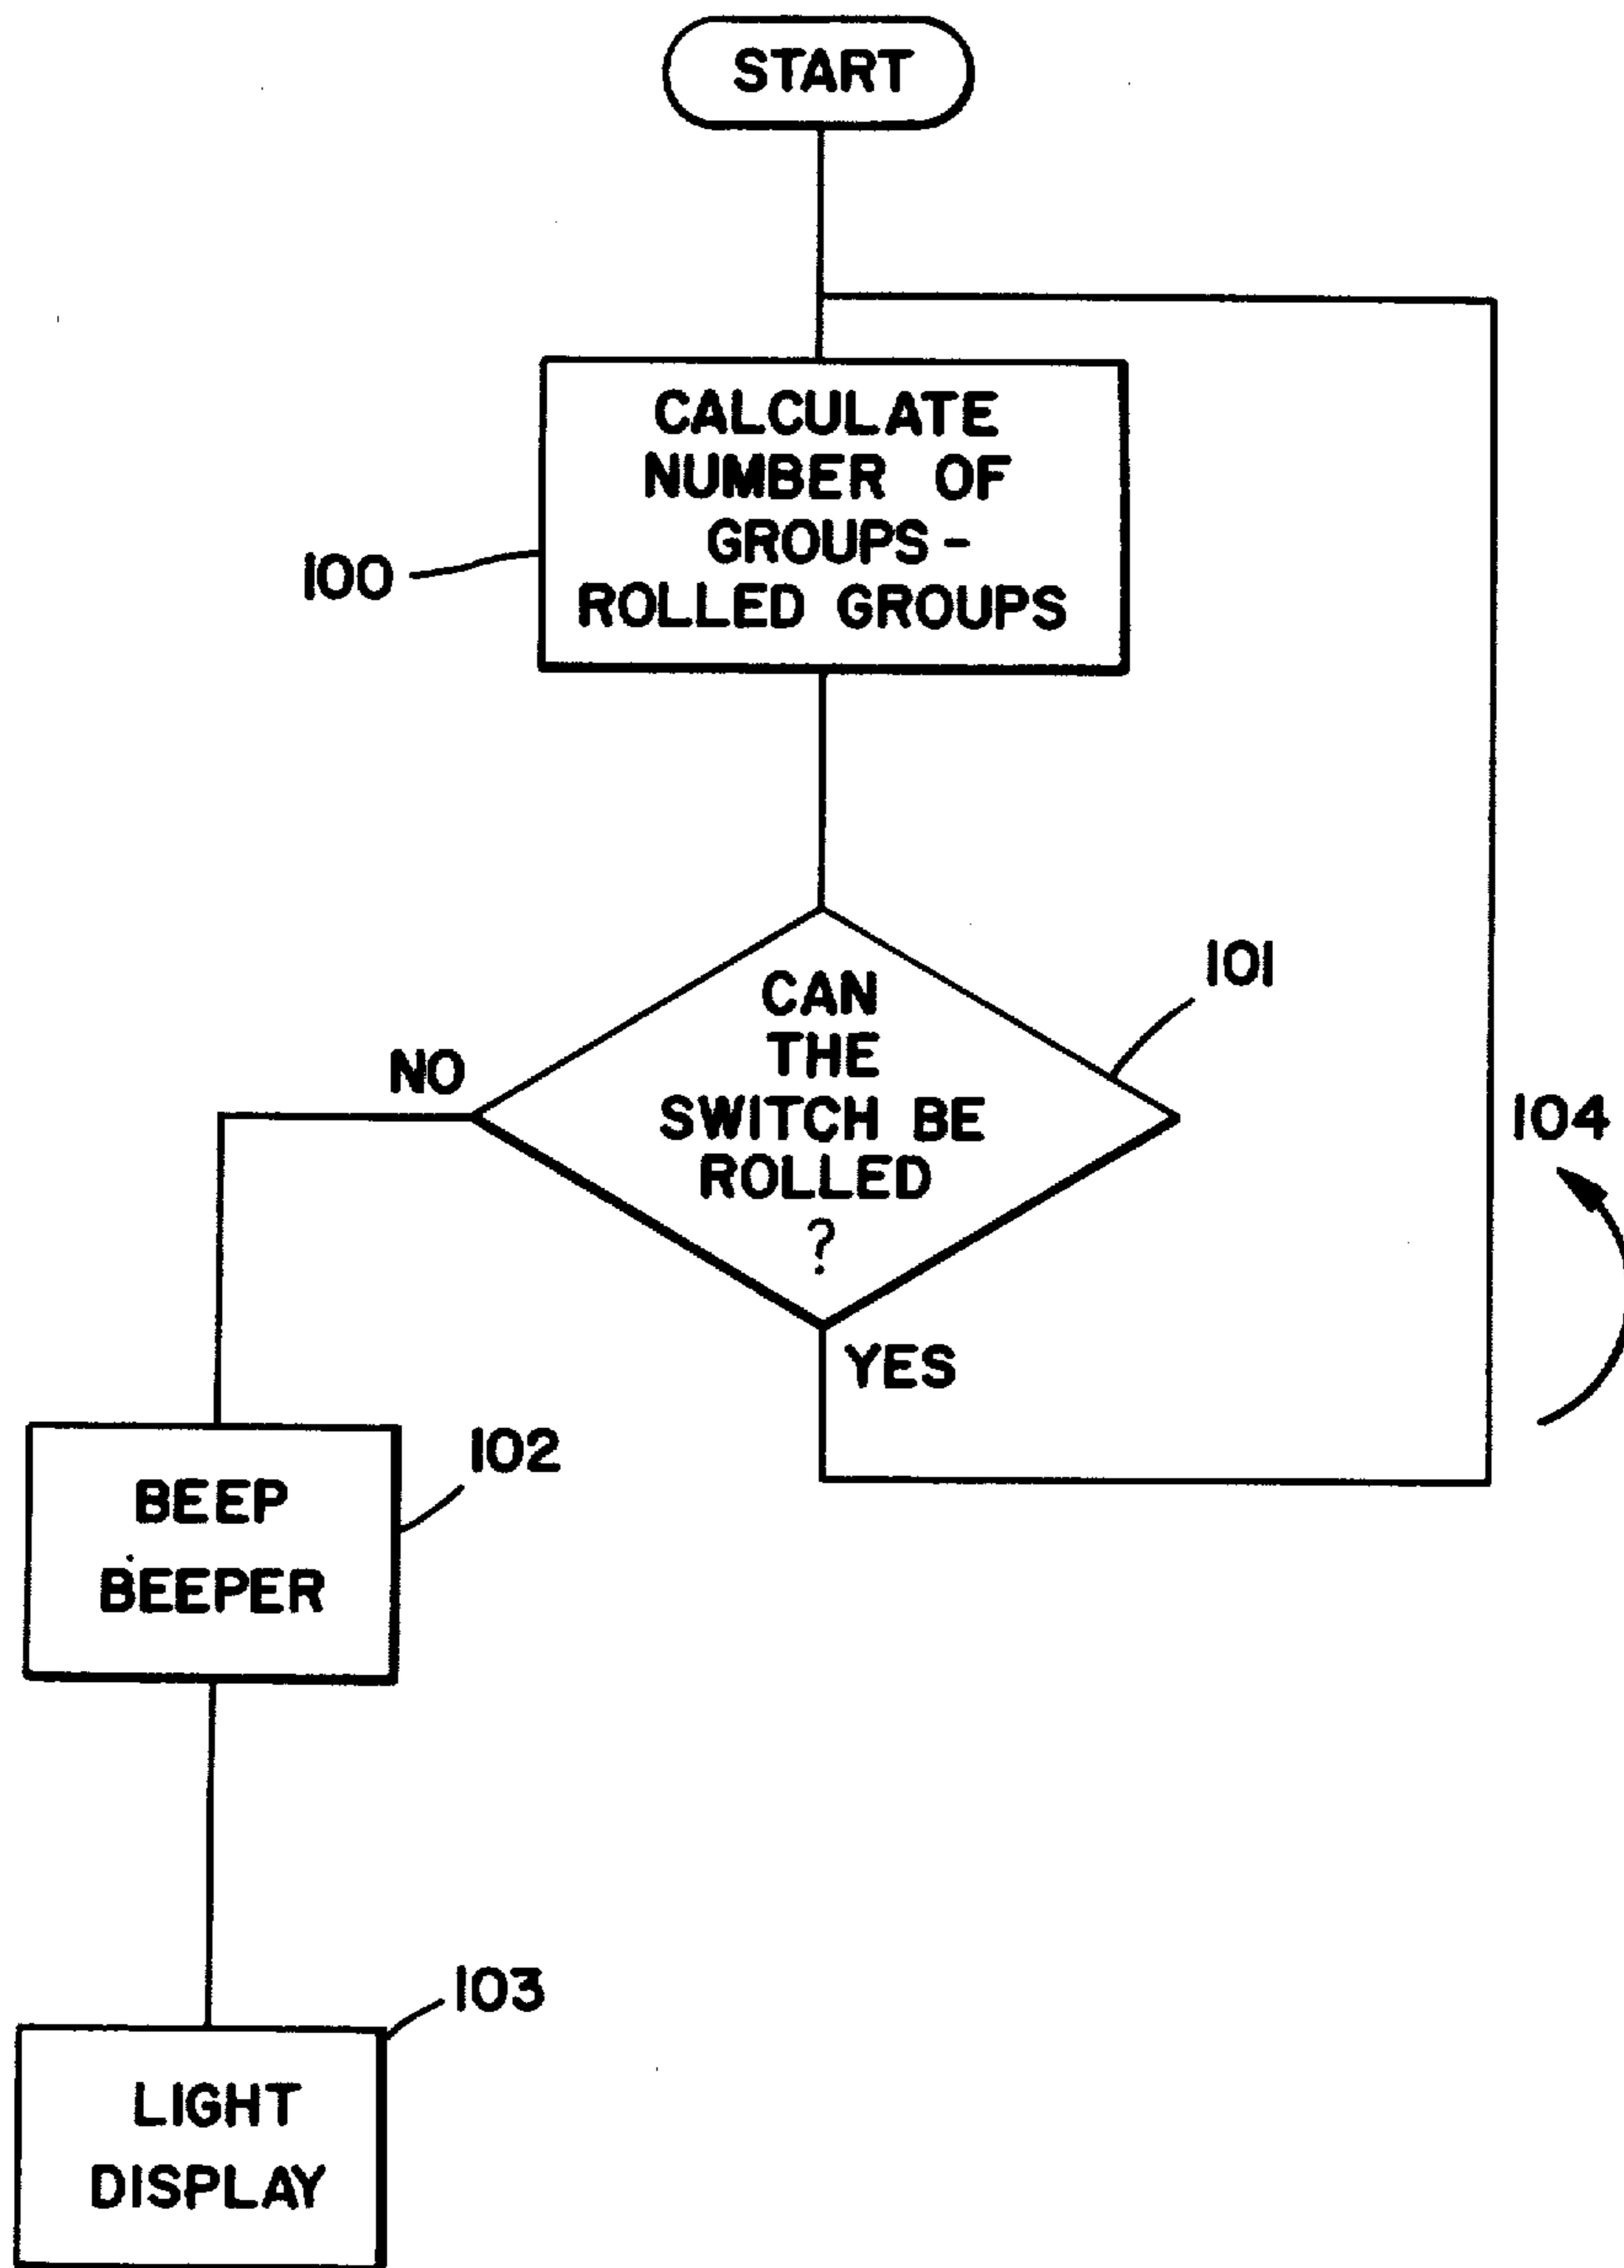 START
CALCULATE
NUMBER OF
GROUPS -
ROLLED GROUPS
100
CAN
THE
SWITCH BE
ROLLED
?
101
NO
YES
104
BEEP
BEEPER
102
LIGHT
DISPLAY
103